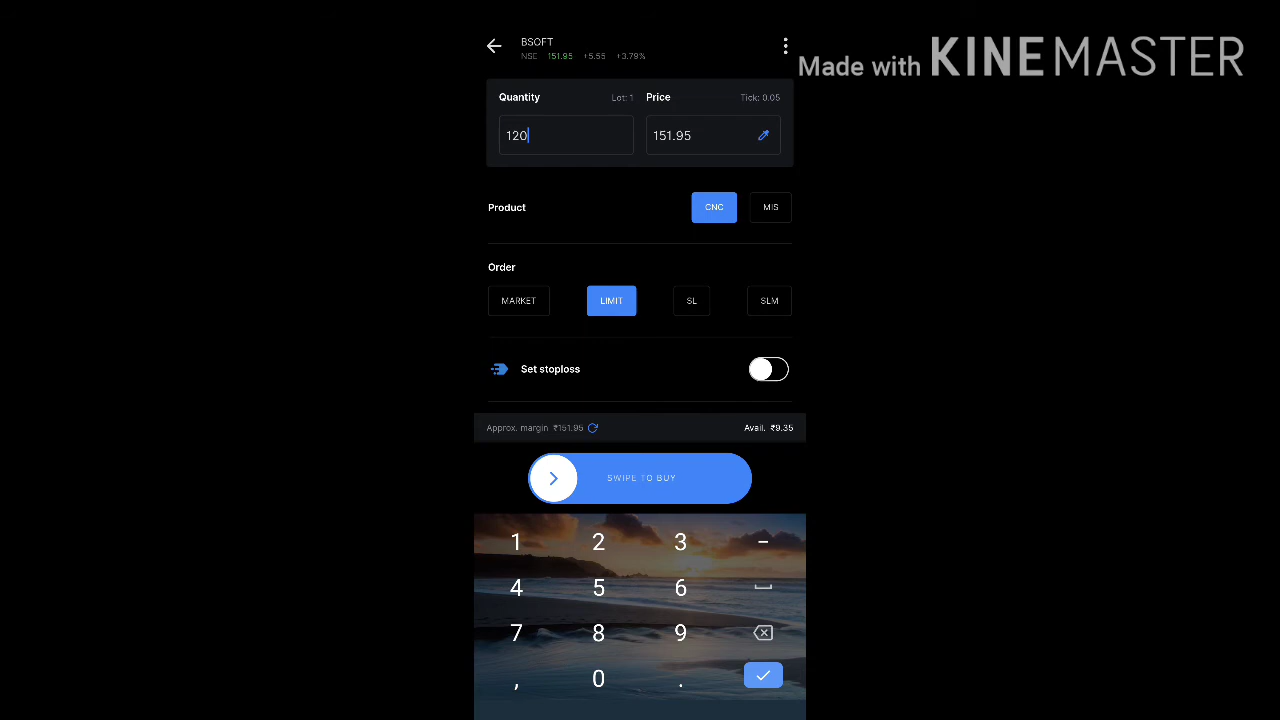 BSOFT
NSE 151.95 +5.55 +3.79%
Made with KINEMASTER
Quantity Lot: 1 Price Tick: 0.05
120 151.95
Product CNC MIS
Order
MARKET LIMIT SL SLM
Set stoploss
Approx. margin ₹151.95 Avail. ₹9.35
SWIPE TO BUY
1 2 3 -
4 5 6
7 8 9
, 0 .